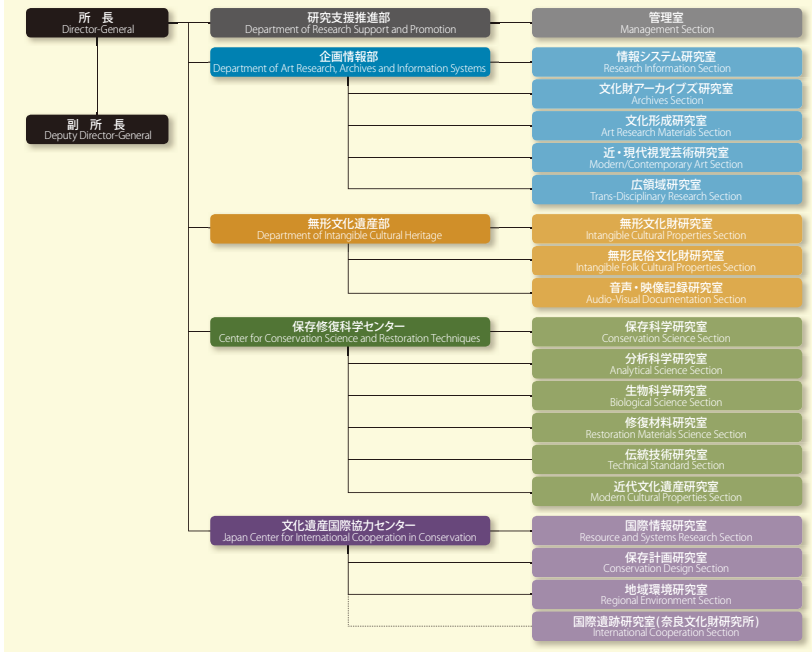 所 長
Director-General
研究支援推進部
Department of Research Support and Promotion
管理室
Management Section
企画情報部
Department of Art Research, Archives and Information Systems
情報システム研究室
Research Information Section
文化財アーカイブズ研究室
Archives Section
副 所 長
Deputy Director-General
文化形成研究室
Art Research Materials Section
近・現代視覚芸術研究室
Modern/Contemporary Art Section
広領域研究室
Trans-Disciplinary Research Section
無形文化遺産部
Department of Intangible Cultural Heritage
無形文化財研究室
Intangible Cultural Properties Section
無形民俗文化財研究室
Intangible Folk Cultural Properties Section
音声・映像記録研究室
Audio-Visual Documentation Section
保存修復科学センター
Center for Conservation Science and Restoration Techniques
保存科学研究室
Conservation Science Section
分析科学研究室
Analytical Science Section
生物科学研究室
Biological Science Section
修復材料研究室
Restoration Materials Science Section
伝統技術研究室
Technical Standard Section
近代文化遺産研究室
Modern Cultural Properties Section
文化遺産国際協力センター
Japan Center for International Cooperation in Conservation
国際情報研究室
Resource and Systems Research Section
保存計画研究室
Conservation Design Section
地域環境研究室
Regional Environment Section
国際遺跡研究室(奈良文化財研究所)
International Cooperation Section